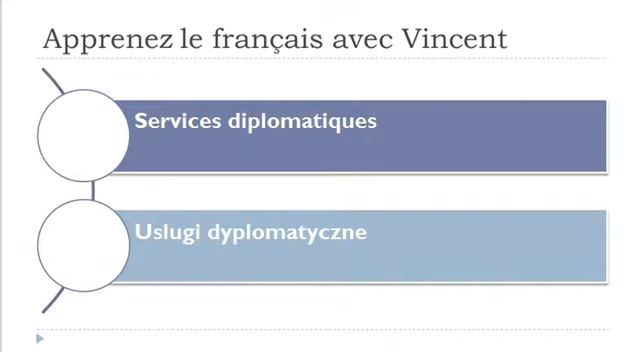 Apprenez le français avec Vincent
Services diplomatiques
Uslugi dyplomatyczne